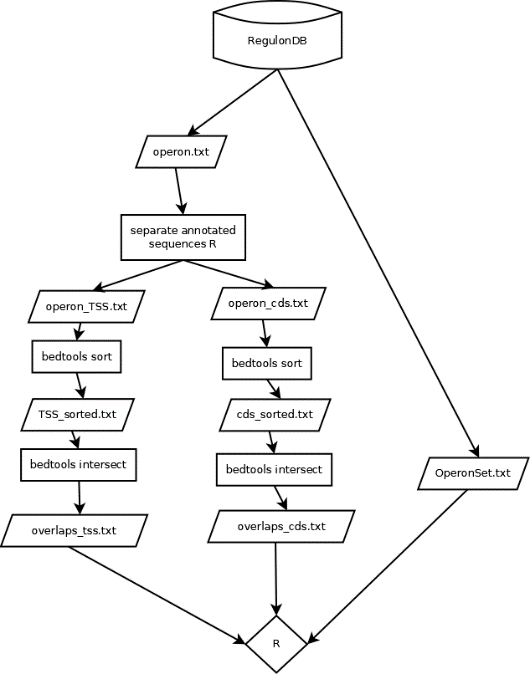 RegulonDB
operon.txt
separate annotated
sequences R
operon_TSS.txt
operon_cds.txt
bedtools sort
bedtools sort
TSS_sorted.txt
cds_sorted.txt
bedtools intersect
bedtools intersect
OperonSet.txt
overlaps_tss.txt
overlaps_cds.txt
R